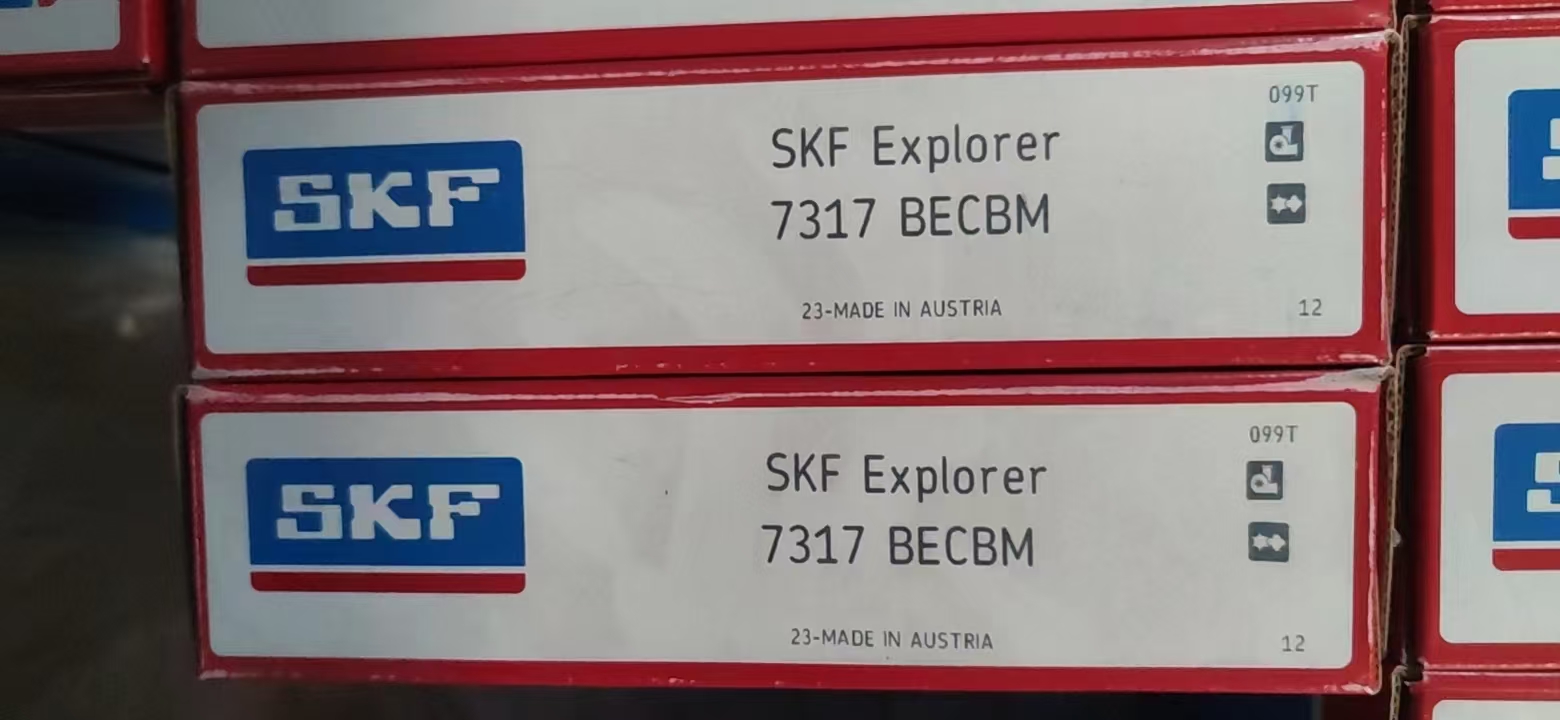 099T
SKF
SKF Explorer
7317 BECBM
23-MADE IN AUSTRIA
12
099T
SKF
SKF Explorer
7317 BECBM
23-MADE IN AUSTRIA
12
S
S